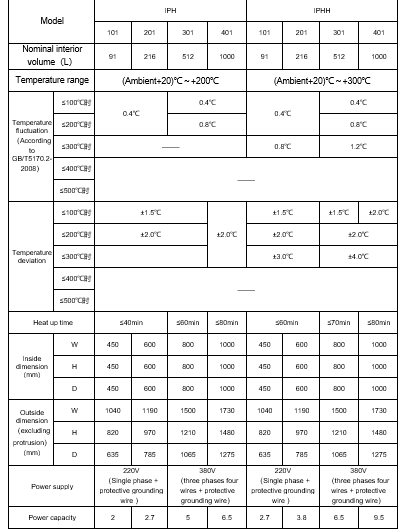 Model
IPH IPHH
101 201 301 401 101 201 301 401
Nominal interior
volume（L）
91 216 512 1000 91 216 512 1000
Temperature range (Ambient+20)℃～+200℃ (Ambient+20)℃～+300℃
Temperature
fluctuation
（According
to
GB/T5170.2-
2008）
≤100℃时 0.4℃ 0.4℃ 0.4℃ 0.4℃
≤200℃时 0.8℃ 0.8℃
≤300℃时 —— 0.8℃ 1.2℃
≤400℃时 ——
≤500℃时
Temperature
deviation
≤100℃时 ±1.5℃ ±2.0℃ ±1.5℃ ±1.5℃ ±2.0℃
≤200℃时 ±2.0℃ ±2.0℃ ±2.0℃
≤300℃时 ±3.0℃ ±4.0℃
≤400℃时 ——
≤500℃时
Heat up time ≤40min ≤60min ≤80min ≤60min ≤70min ≤80min
Inside
dimension
(mm)
W 450 600 800 1000 450 600 800 1000
H 450 600 800 1000 450 600 800 1000
D 450 600 800 1000 450 600 800 1000
Outside
dimension
(excluding
protrusion)
(mm)
W 1040 1190 1500 1730 1040 1190 1500 1730
H 820 970 1210 1480 820 970 1210 1480
D 635 785 1065 1275 635 785 1065 1275
Power supply
220V
（Single phase +
protective grounding
wire ）
380V
（three phases four
wires + protective
grounding wire）
220V
（Single phase +
protective grounding
wire ）
380V
（three phases four
wires + protective
grounding wire）
Power capacity 2 2.7 5 6.5 2.7 3.8 6.5 9.5